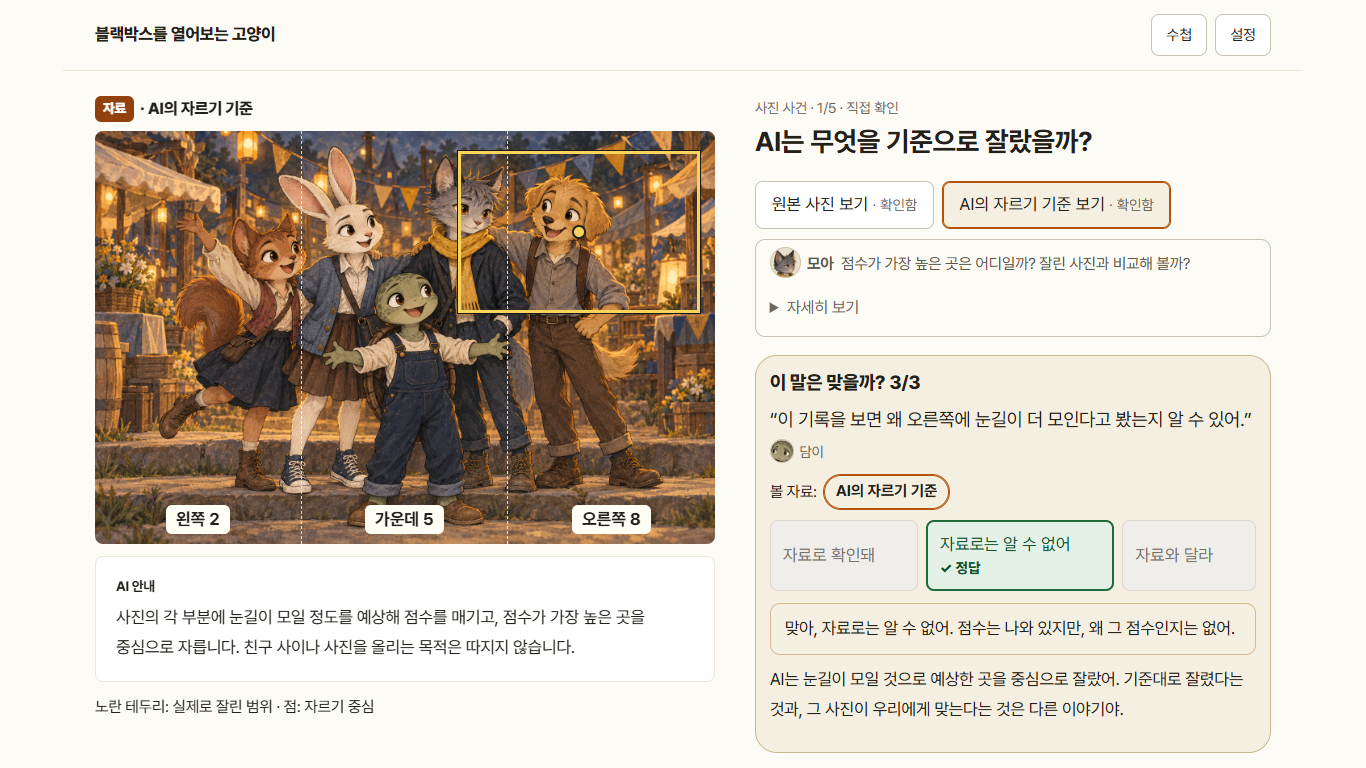 블랙박스를 열어보는 고양이
수첩
설정
자료 · AI의 자르기 기준
왼쪽 2
가운데 5
오른쪽 8
AI 안내
사진의 각 부분에 눈길이 모일 정도를 예상해 점수를 매기고, 점수가 가장 높은 곳을
중심으로 자릅니다. 친구 사이나 사진을 올리는 목적은 따지지 않습니다.
노란 테두리: 실제로 잘린 범위 · 점: 자르기 중심
사진 사건 · 1/5 · 직접 확인
AI는 무엇을 기준으로 잘랐을까?
원본 사진 보기 · 확인함
AI의 자르기 기준 보기 · 확인함
모아 점수가 가장 높은 곳은 어디일까? 잘린 사진과 비교해 볼까?
▶ 자세히 보기
이 말은 맞을까? 3/3
“이 기록을 보면 왜 오른쪽에 눈길이 더 모인다고 봤는지 알 수 있어.”
담이
볼 자료: AI의 자르기 기준
자료로 확인돼
자료로는 알 수 없어
✓ 정답
자료와 달라
맞아, 자료로는 알 수 없어. 점수는 나와 있지만, 왜 그 점수인지는 없어.
AI는 눈길이 모일 것으로 예상한 곳을 중심으로 잘랐어. 기준대로 잘렸다는
것과, 그 사진이 우리에게 맞는다는 것은 다른 이야기야.